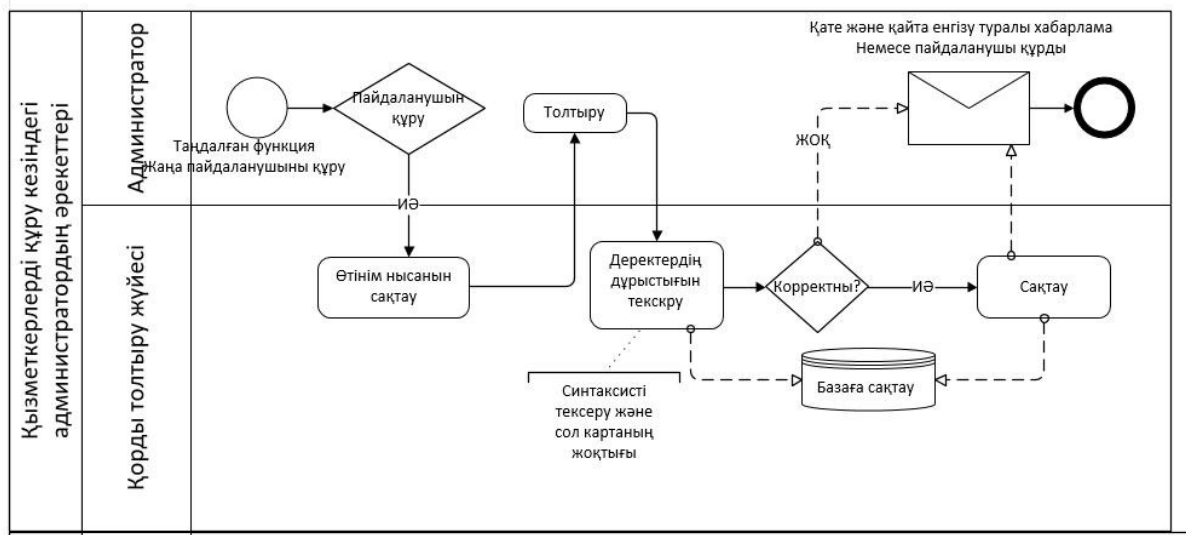 Қызметкерлерді құру кезіндегі
администратордың әрекеттері
Администратор
Қорды толтыру жүйесі
Таңдалған функция
Жаңа пайдаланушыны құру
Пайдаланушын
құру
ИӘ
Өтінім нысанын
сақтау
Толтыру
Деректердің
дұрыстығын
текскру
Синтаксисті
тексеру және
сол картаның
жоқтығы
Корректны?
ЖОҚ
ИӘ
Қате және қайта енгізу туралы хабарлама
Немесе пайдаланушы құрды
Сақтау
Базаға сақтау